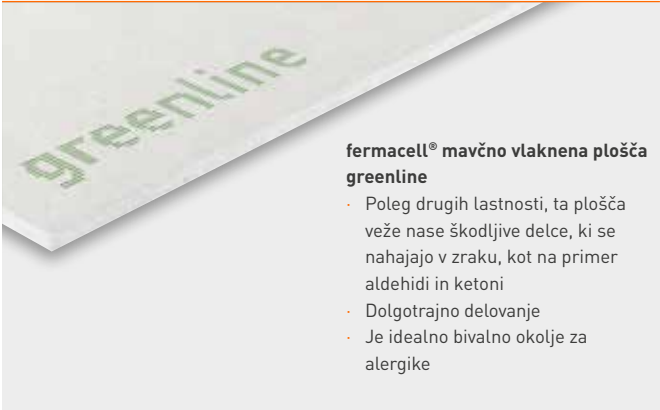 greenline
fermacell® mavčno vlaknena plošča
greenline
· Poleg drugih lastnosti, ta plošča
veže nase škodljive delce, ki se
nahajajo v zraku, kot na primer
aldehidi in ketoni
· Dolgotrajno delovanje
· Je idealno bivalno okolje za
alergike